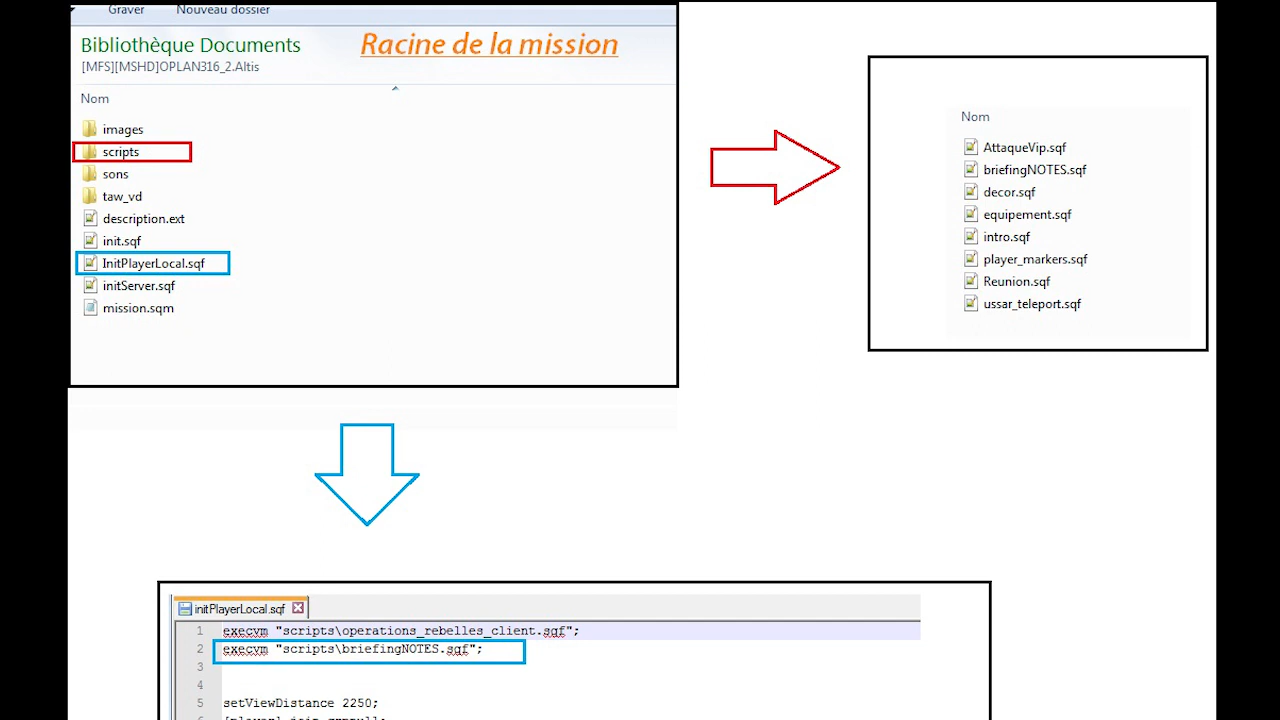 Graver Nouveau dossier
Bibliothèque Documents
Racine de la mission
[MFS][MSHD]OPLAN316_2.Altis
Nom
images
scripts
sons
taw_vd
description.ext
init.sqf
InitPlayerLocal.sqf
initServer.sqf
mission.sqm
Nom
AttaqueVip.sqf
briefingNOTES.sqf
decor.sqf
equipement.sqf
intro.sqf
player_markers.sqf
Reunion.sqf
ussar_teleport.sqf
initPlayerLocal.sqf
1 execvm "scripts\operations_rebelles_client.sqf";
2 execvm "scripts\briefingNOTES.sqf";
3
4
5 setViewDistance 2250;